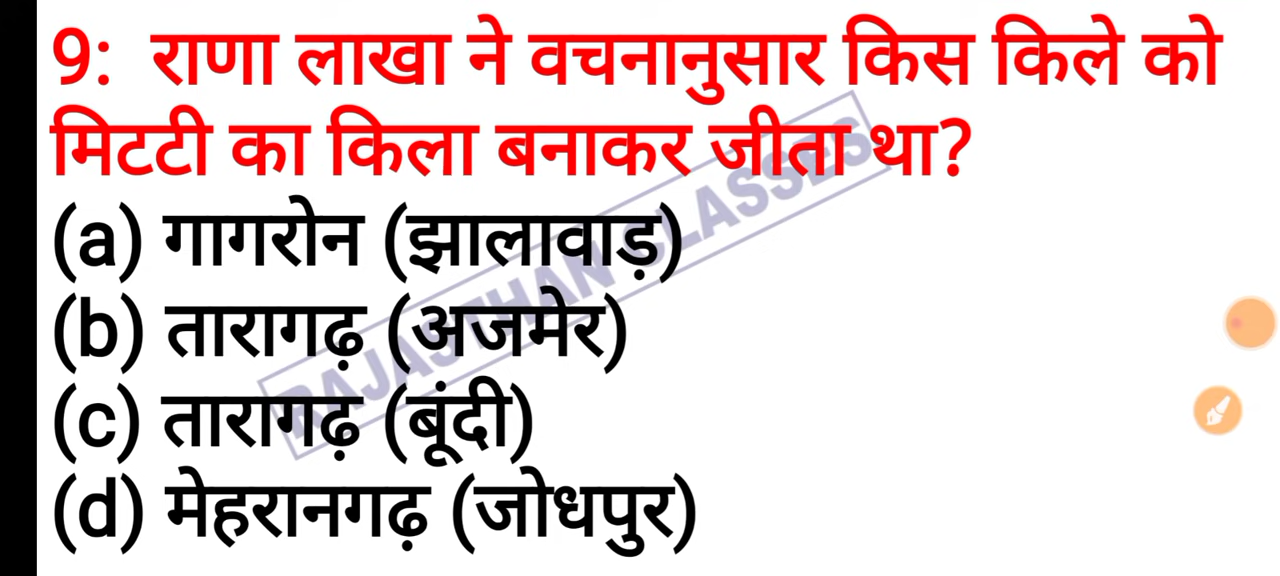 9: राणा लाखा ने वचनानुसार किस किले को
मिटटी का किला बनाकर जीता था?
(a) गागरोन (झालावाड़)
(b) तारागढ़ (अजमेर)
(c) तारागढ़ (बूंदी)
(d) मेहरानगढ़ (जोधपुर)
RAJASTHAN CLASSES